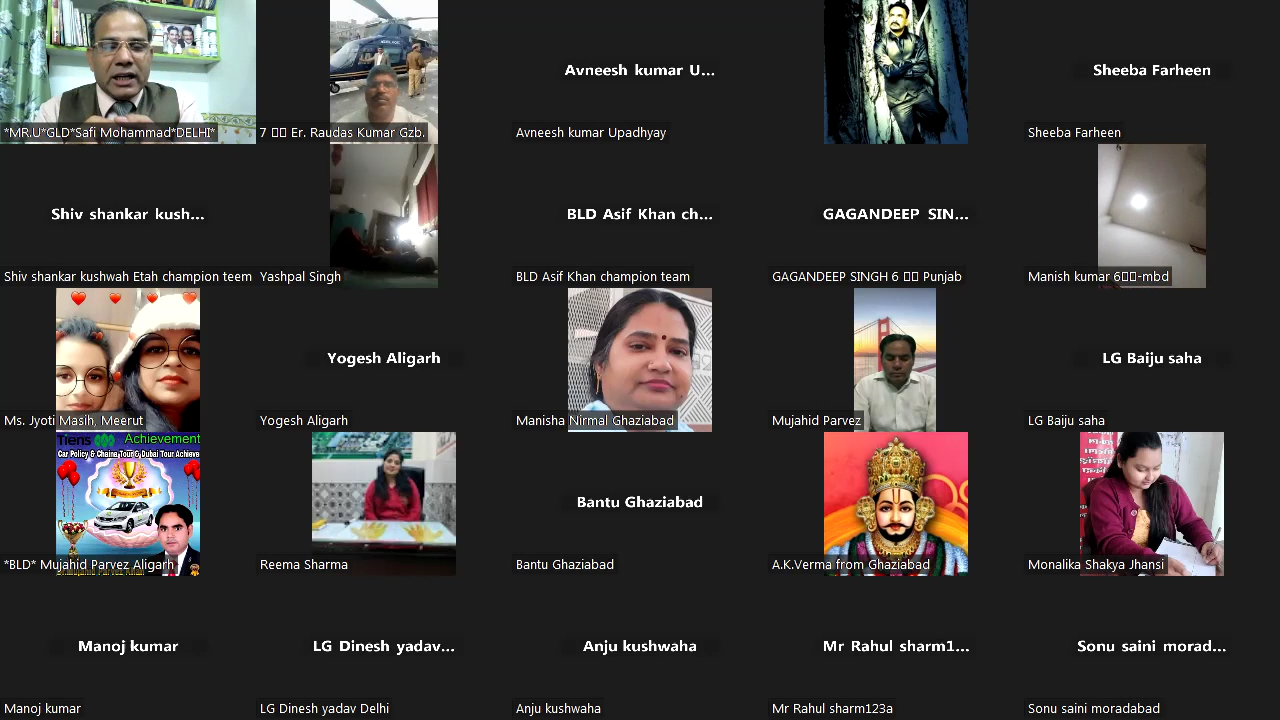 *MR.U*GLD*Safi Mohammad*DELHI*
7 Er. Raudas Kumar Gzb.
Avneesh kumar U...
Avneesh kumar Upadhyay
Sheeba Farheen
Sheeba Farheen
Shiv shankar kush...
Shiv shankar kushwah Etah champion teem
Yashpal Singh
BLD Asif Khan ch...
BLD Asif Khan champion team
GAGANDEEP SIN...
GAGANDEEP SINGH 6 Punjab
Manish kumar 6-mbd
Ms. Jyoti Masih, Meerut
Yogesh Aligarh
Yogesh Aligarh
Manisha Nirmal Ghaziabad
Mujahid Parvez
LG Baiju saha
LG Baiju saha
Tiens Achievement
Car Policy & Chaina Tour & Dubai Tour Achieve
*BLD* Mujahid Parvez Aligarh
Reema Sharma
Bantu Ghaziabad
Bantu Ghaziabad
A.K.Verma from Ghaziabad
Monalika Shakya Jhansi
Manoj kumar
Manoj kumar
LG Dinesh yadav...
LG Dinesh yadav Delhi
Anju kushwaha
Anju kushwaha
Mr Rahul sharm1...
Mr Rahul sharm123a
Sonu saini morad...
Sonu saini moradabad